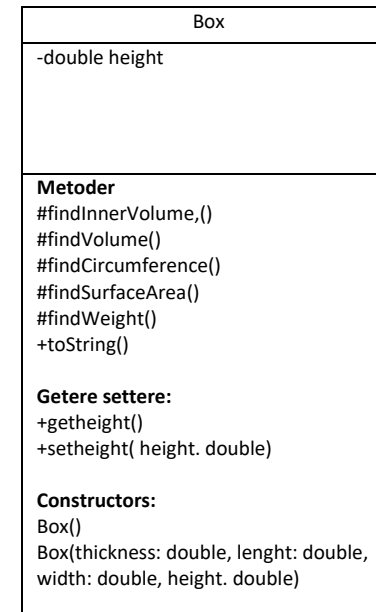 Box
-double height
Metoder
#findInnerVolume,()
#findVolume()
#findCircumference()
#findSurfaceArea()
#findWeight()
+toString()
Getere settere:
+getheight()
+setheight( height. double)
Constructors:
Box()
Box(thickness: double, lenght: double,
width: double, height. double)